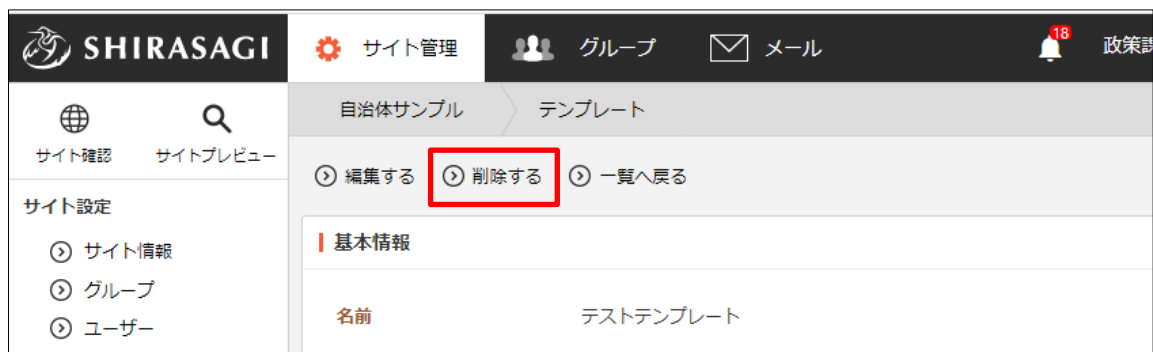 SHIRASAGI サイト管理 グループ メール 18 政策課
自治体サンプル テンプレート
サイト確認 サイトプレビュー
編集する 削除する 一覧へ戻る
サイト設定
基本情報
サイト情報
グループ
名前 テストテンプレート
ユーザー